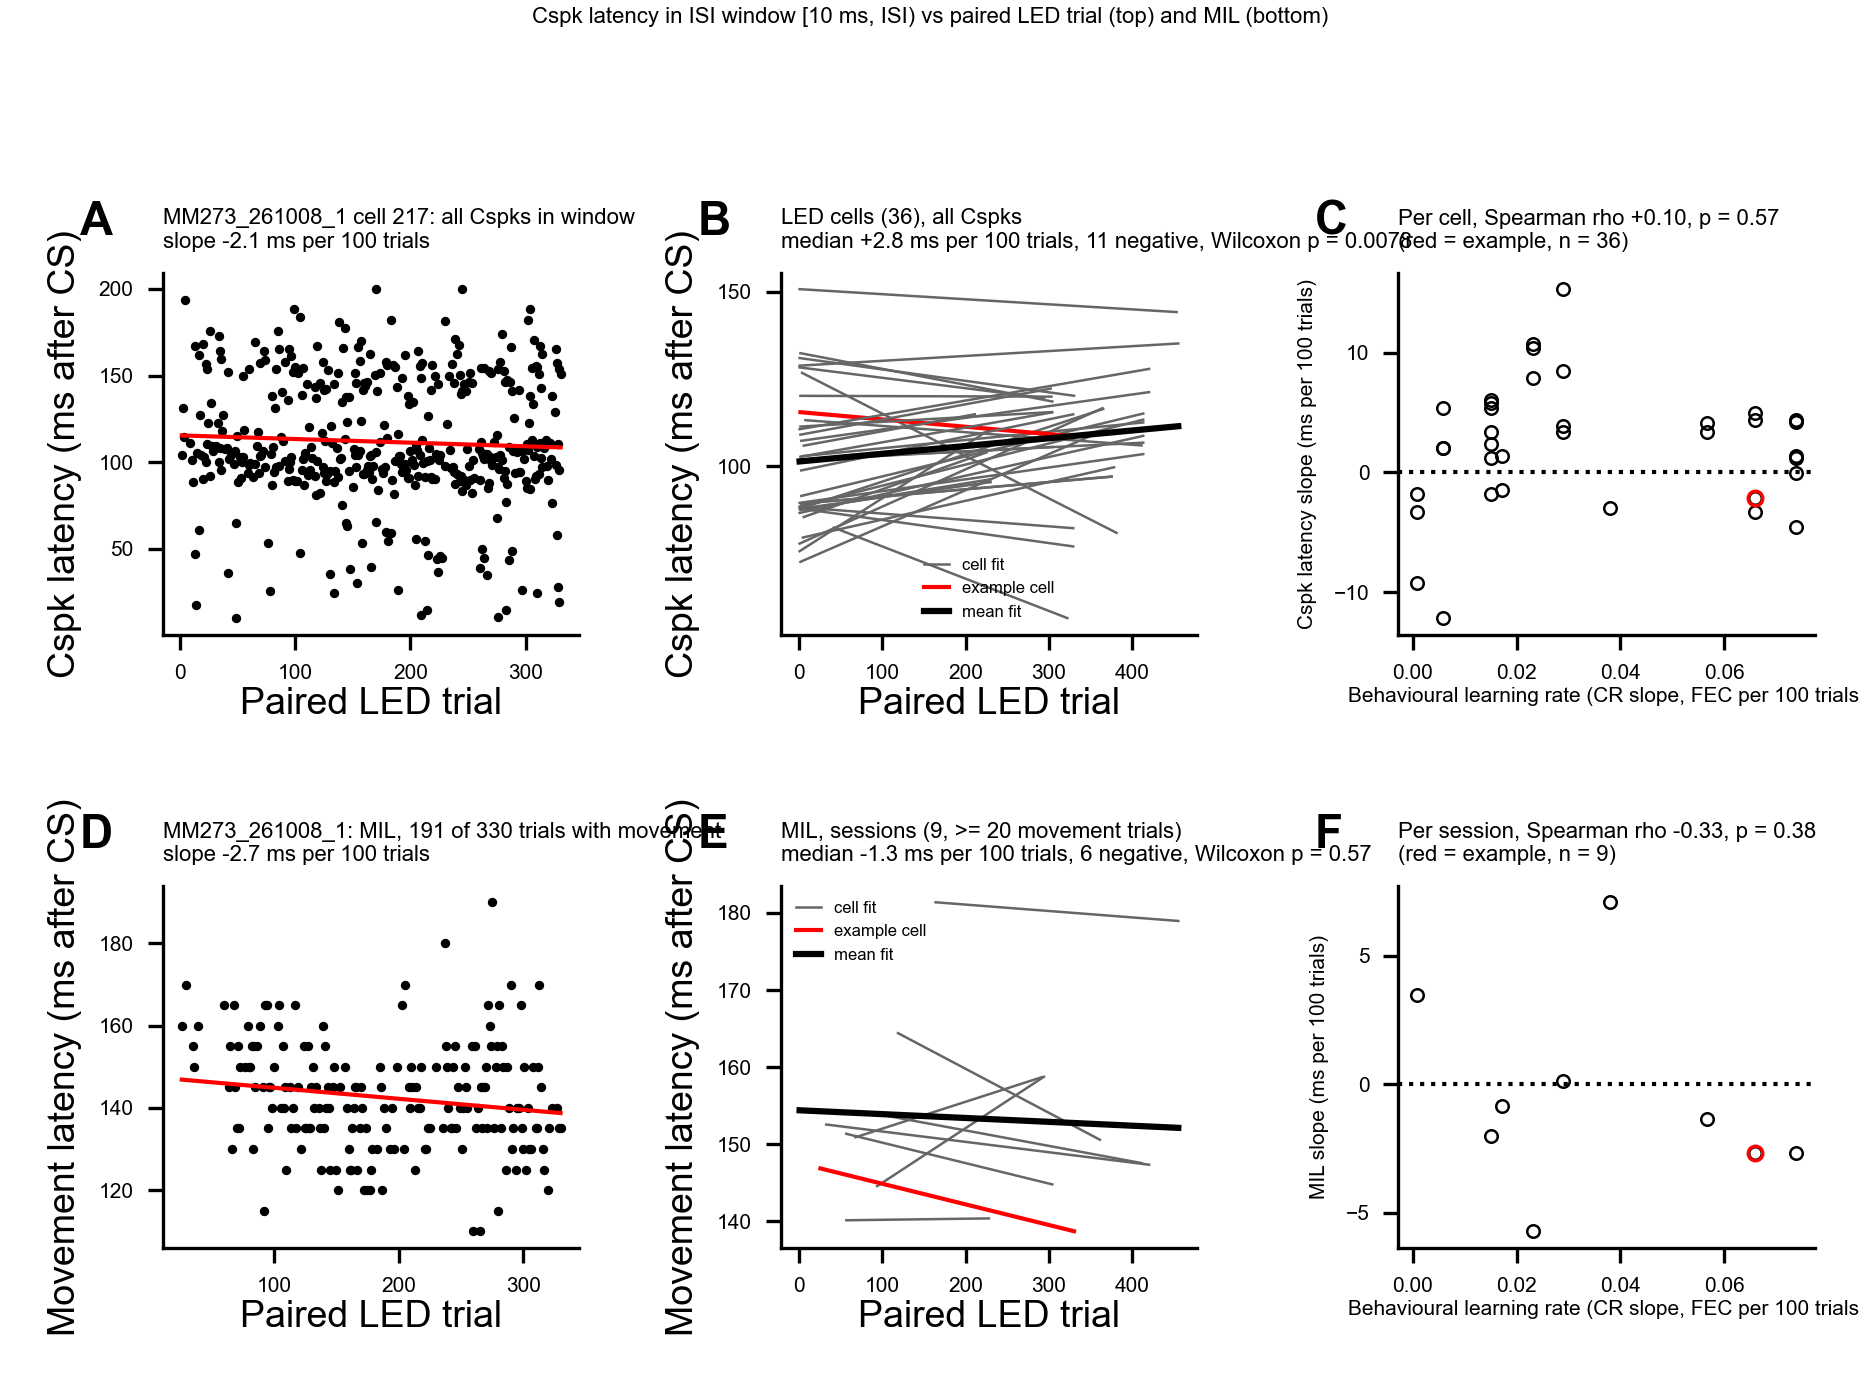 Cspk latency in ISI window [10 ms, ISI) vs paired LED trial (top) and MIL (bottom)
A
MM273_261008_1 cell 217: all Cspks in window
slope -2.1 ms per 100 trials
Cspk latency (ms after CS)
200
150
100
50
0
100
200
300
Paired LED trial
B
LED cells (36), all Cspks
median +2.8 ms per 100 trials, 11 negative, Wilcoxon p = 0.0078
Cspk latency (ms after CS)
150
100
cell fit
example cell
mean fit
0
100
200
300
400
Paired LED trial
C
Per cell, Spearman rho +0.10, p = 0.57
(red = example, n = 36)
Cspk latency slope (ms per 100 trials)
10
0
−10
0.00
0.02
0.04
0.06
Behavioural learning rate (CR slope, FEC per 100 trials
D
MM273_261008_1: MIL, 191 of 330 trials with movement
slope -2.7 ms per 100 trials
Movement latency (ms after CS)
180
160
140
120
100
200
300
Paired LED trial
E
MIL, sessions (9, >= 20 movement trials)
median -1.3 ms per 100 trials, 6 negative, Wilcoxon p = 0.57
Movement latency (ms after CS)
180
170
160
150
140
cell fit
example cell
mean fit
0
100
200
300
400
Paired LED trial
F
Per session, Spearman rho -0.33, p = 0.38
(red = example, n = 9)
MIL slope (ms per 100 trials)
5
0
−5
0.00
0.02
0.04
0.06
Behavioural learning rate (CR slope, FEC per 100 trials